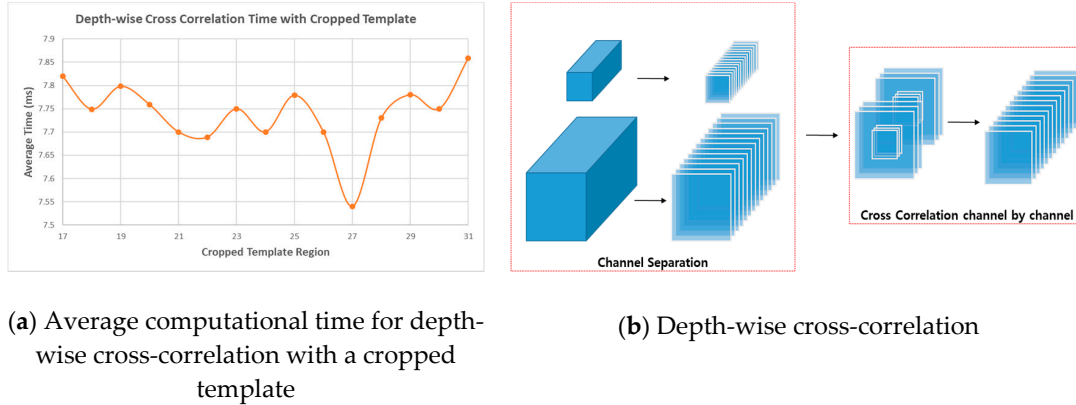 Depth-wise Cross Correlation Time with Cropped Template
7.9
7.85
7.8
7.75
7.7
7.65
7.6
7.55
7.5
Average Time (ms)
17 19 21 23 25 27 29 31
Cropped Template Region
Channel Separation
Cross Correlation channel by channel
(a) Average computational time for depth-
wise cross-correlation with a cropped
template
(b) Depth-wise cross-correlation